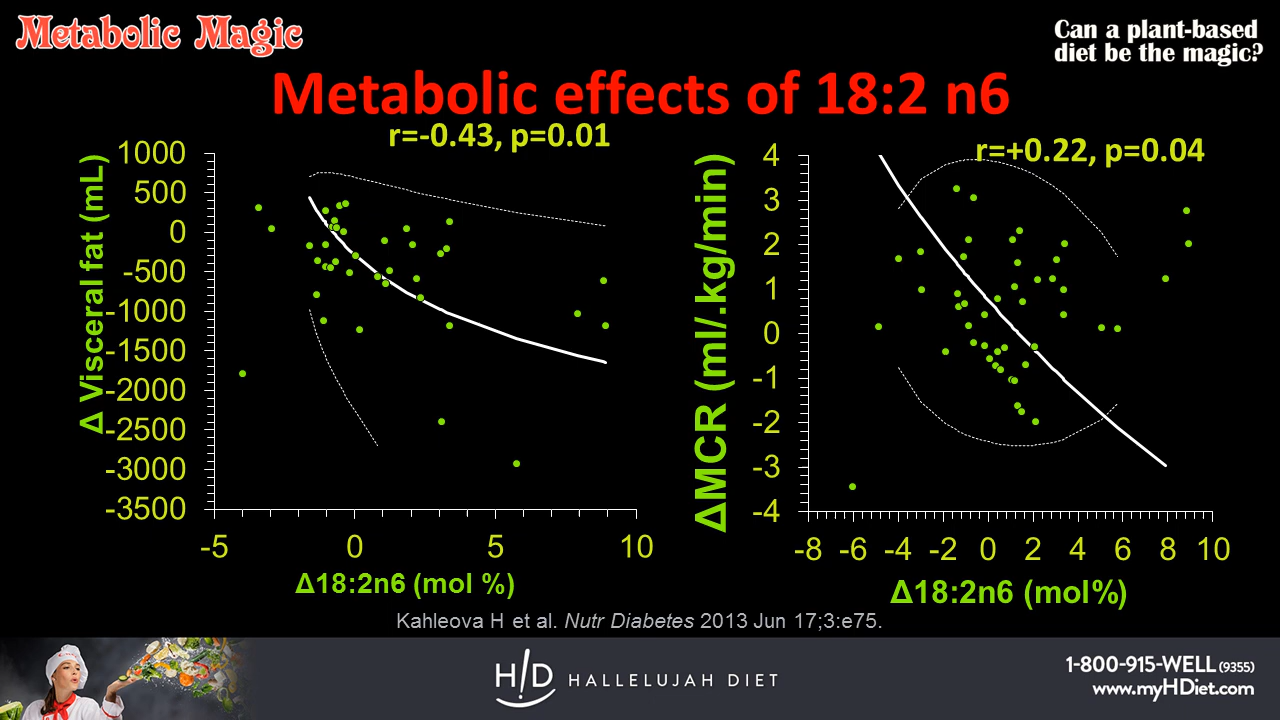 Metabolic Magic
Can a plant-based
diet be the magic?
Metabolic effects of 18:2 n6
r=-0.43, p=0.01
Δ Visceral fat (mL)
1000
500
0
-500
-1000
-1500
-2000
-2500
-3000
-3500
-5 0 5 10
Δ18:2n6 (mol %)
r=+0.22, p=0.04
ΔMCR (ml/.kg/min)
4
3
2
1
0
-1
-2
-3
-4
-8 -6 -4 -2 0 2 4 6 8 10
Δ18:2n6 (mol%)
Kahleova H et al. Nutr Diabetes 2013 Jun 17;3:e75.
H!D HALLELUJAH DIET
1-800-915-WELL (9355)
www.myHDiet.com